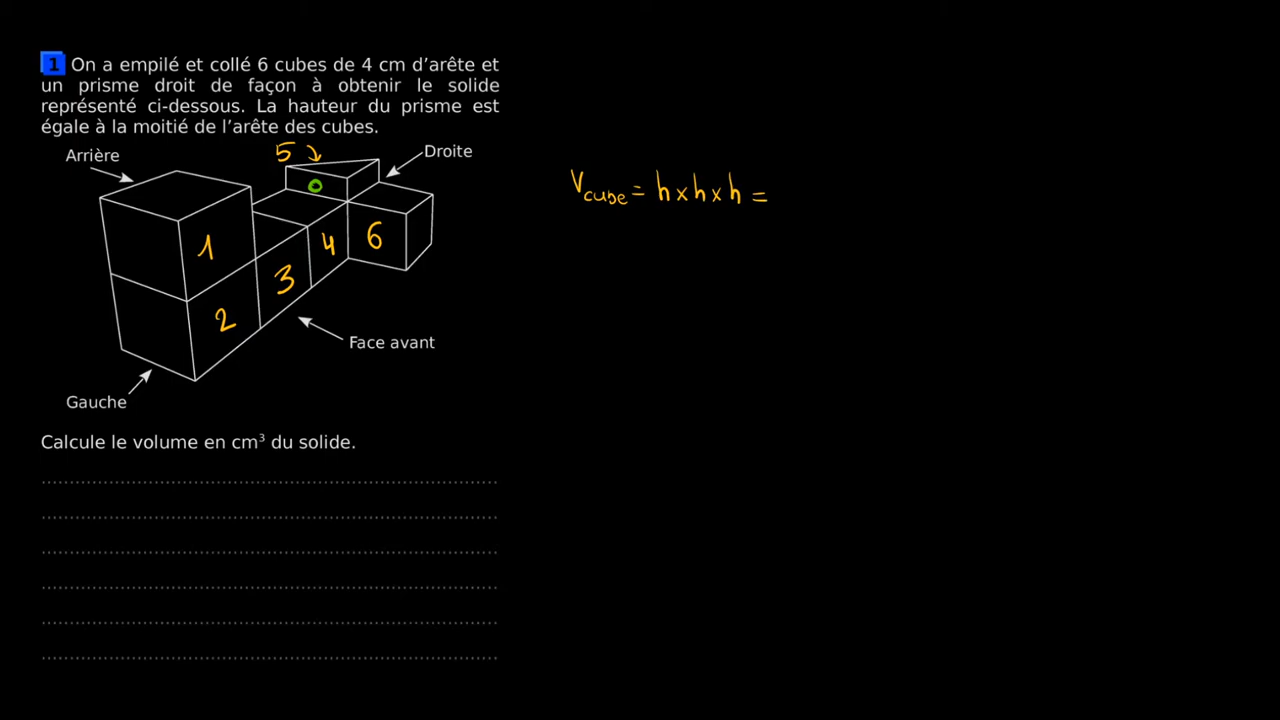 1 On a empilé et collé 6 cubes de 4 cm d’arête et
un prisme droit de façon à obtenir le solide
représenté ci-dessous. La hauteur du prisme est
égale à la moitié de l’arête des cubes.
Arrière
5
Droite
V cube = h x h x h =
1
4
6
3
2
Face avant
Gauche
Calcule le volume en cm³ du solide.